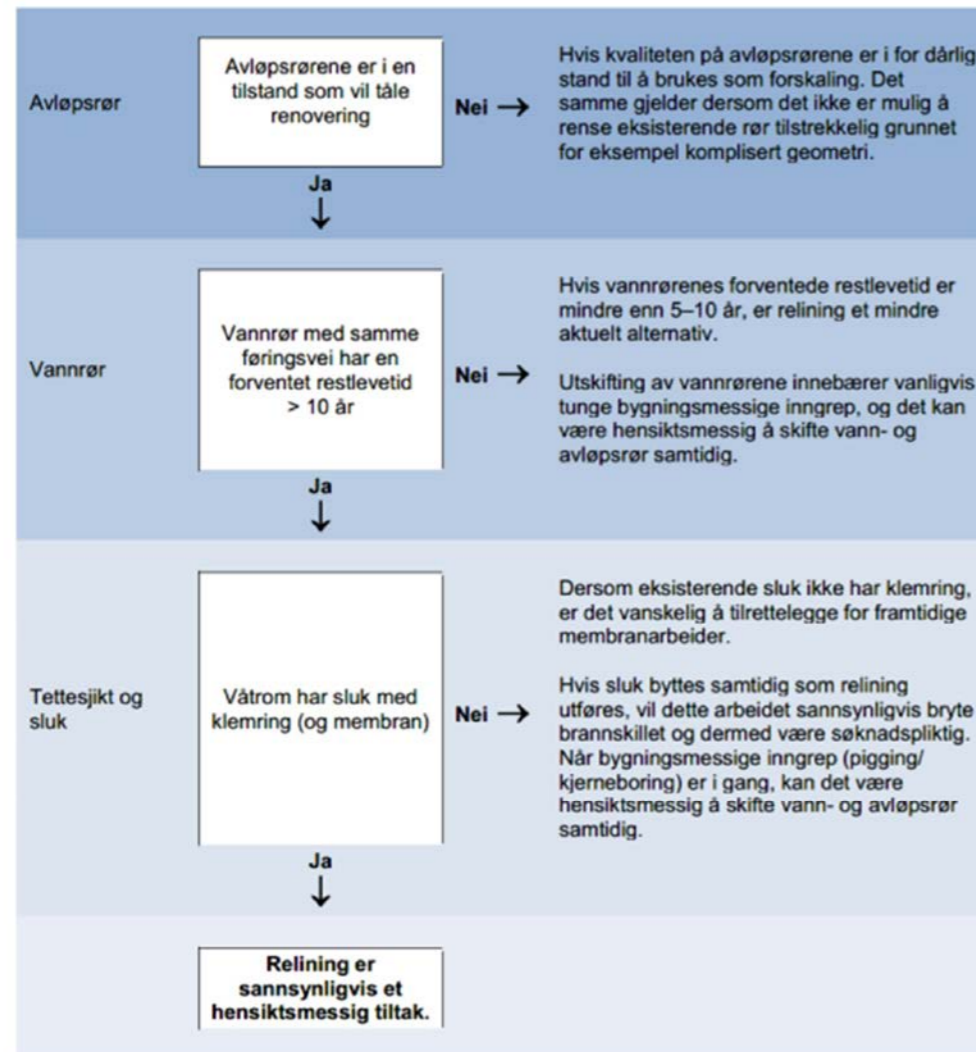 Avløpsrør
Avløpsrørene er i en
tilstand som vil tåle
renovering
Nei →
Hvis kvaliteten på avløpsrørene er i for dårlig
stand til å brukes som forskaling. Det
samme gjelder dersom det ikke er mulig å
rense eksisterende rør tilstrekkelig grunnet
for eksempel komplisert geometri.
Ja
↓
Vannrør
Vannrør med samme
føringsvei har en
forventet restlevetid
> 10 år
Nei →
Hvis vannrørenes forventede restlevetid er
mindre enn 5–10 år, er relining et mindre
aktuelt alternativ.
Utskifting av vannrørene innebærer vanligvis
tunge bygningsmessige inngrep, og det kan
være hensiktsmessig å skifte vann- og
avløpsrør samtidig.
Ja
↓
Tettesjikt og
sluk
Våtrom har sluk med
klemring (og membran)
Nei →
Dersom eksisterende sluk ikke har klemring,
er det vanskelig å tilrettelegge for framtidige
membranarbeider.
Hvis sluk byttes samtidig som relining
utføres, vil dette arbeidet sannsynligvis bryte
brannskillet og dermed være søknadspliktig.
Når bygningsmessige inngrep (pigging/
kjerneboring) er i gang, kan det være
hensiktsmessig å skifte vann- og avløpsrør
samtidig.
Ja
↓
Relining er
sannsynligvis et
hensiktsmessig tiltak.